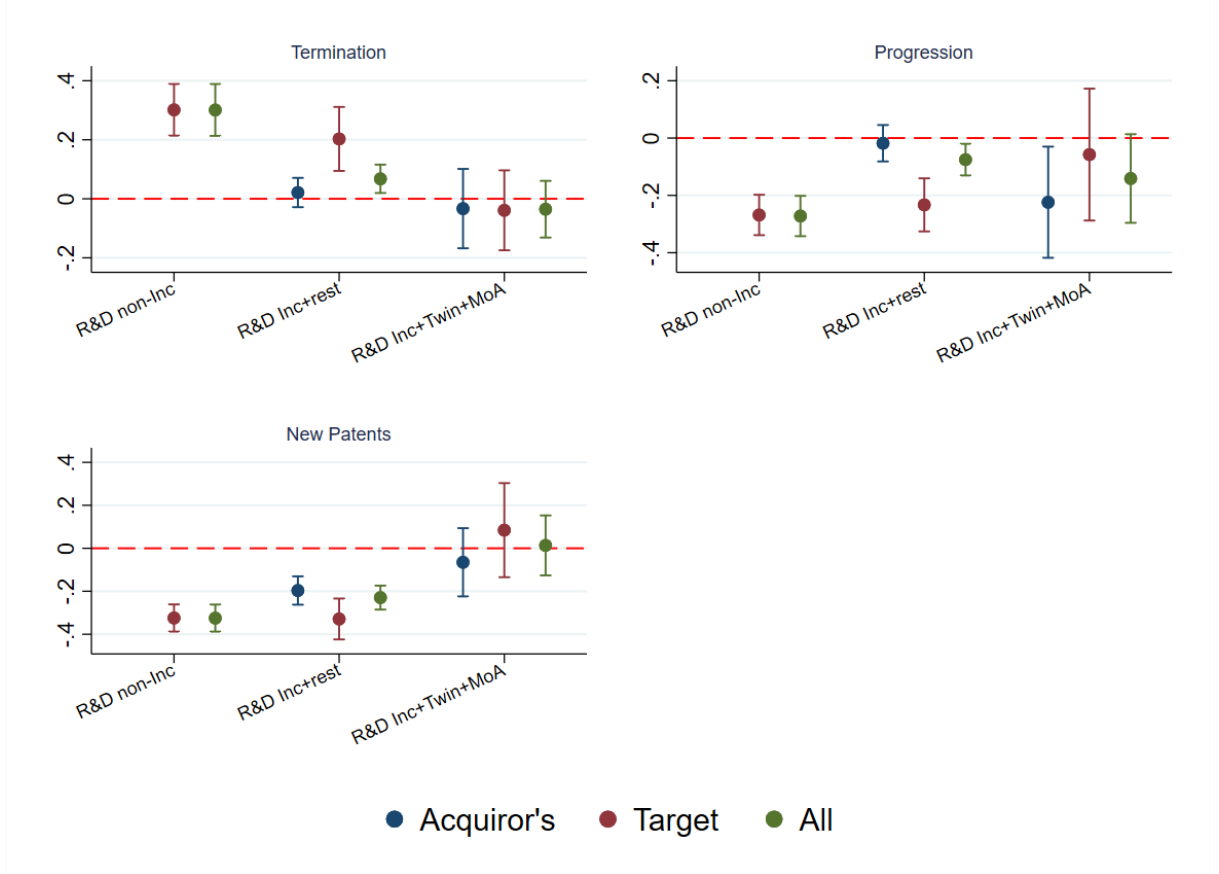 Termination
.4
.2
0
-.2
R&D non-Inc
R&D Inc+rest
R&D Inc+Twin+MoA
Progression
.2
0
-.2
-.4
R&D non-Inc
R&D Inc+rest
R&D Inc+Twin+MoA
New Patents
.4
.2
0
-.2
-.4
R&D non-Inc
R&D Inc+rest
R&D Inc+Twin+MoA
Acquiror's Target All